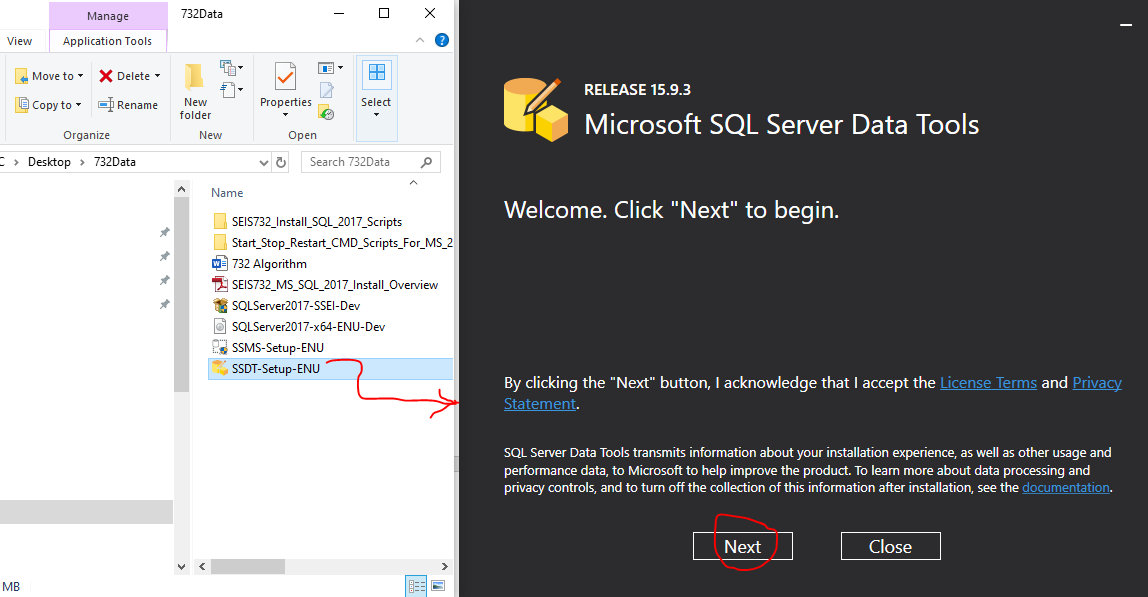 Manage
732Data
View
Application Tools
Move to
Delete
Copy to
Rename
New
folder
Properties
Select
Organize
New
Open
C > Desktop > 732Data
Search 732Data
Name
SEIS732_Install_SQL_2017_Scripts
Start_Stop_Restart_CMD_Scripts_For_MS_2
732 Algorithm
SEIS732_MS_SQL_2017_Install_Overview
SQLServer2017-SSEI-Dev
SQLServer2017-x64-ENU-Dev
SSMS-Setup-ENU
SSDT-Setup-ENU
MB
RELEASE 15.9.3
Microsoft SQL Server Data Tools
Welcome. Click "Next" to begin.
By clicking the "Next" button, I acknowledge that I accept the License Terms and Privacy
Statement.
SQL Server Data Tools transmits information about your installation experience, as well as other usage and
performance data, to Microsoft to help improve the product. To learn more about data processing and
privacy controls, and to turn off the collection of this information after installation, see the documentation.
Next
Close